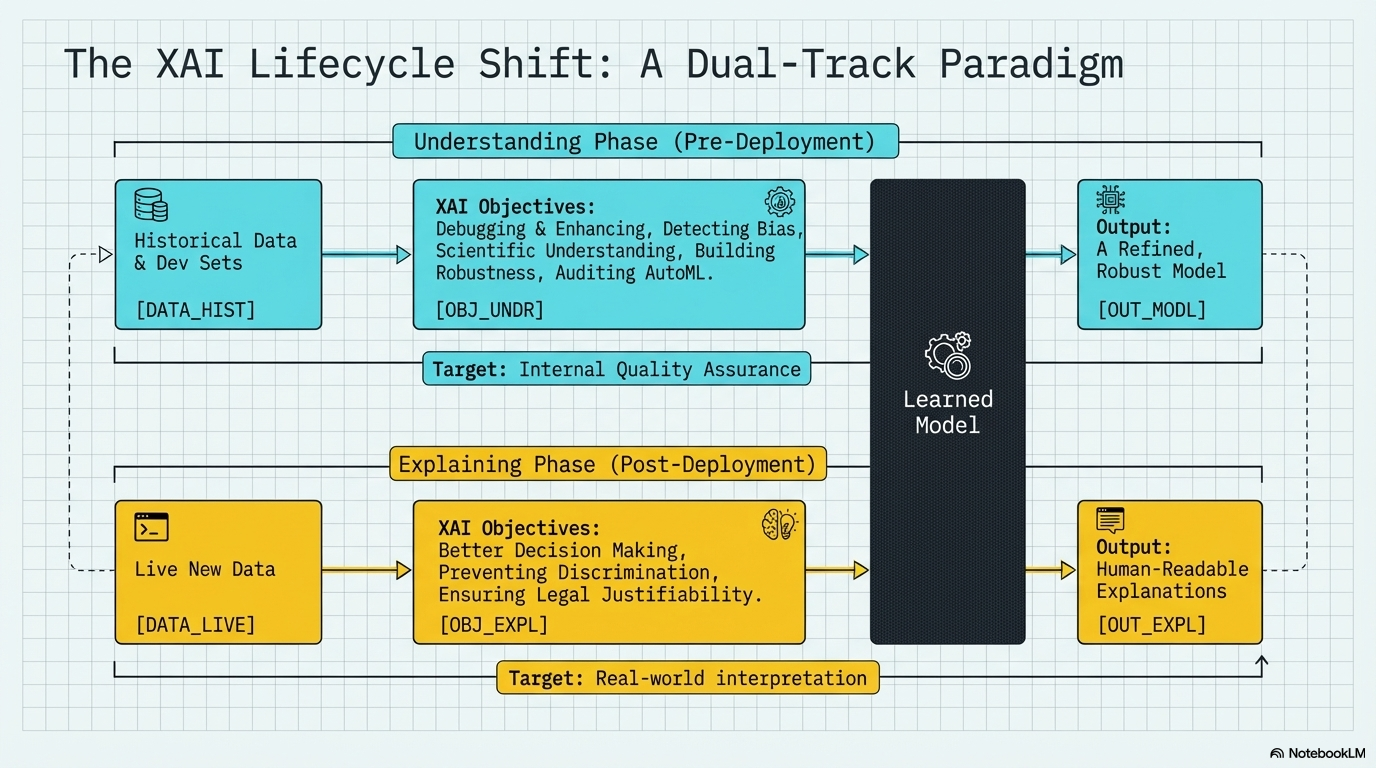 The XAI Lifecycle Shift: A Dual-Track Paradigm
Understanding Phase (Pre-Deployment)
Historical Data
& Dev Sets
[DATA_HIST]
XAI Objectives:
Debugging & Enhancing, Detecting Bias,
Scientific Understanding, Building
Robustness, Auditing AutoML.
[OBJ_UNDR]
Output:
A Refined,
Robust Model
[OUT_MODL]
Target: Internal Quality Assurance
Learned
Model
Explaining Phase (Post-Deployment)
Live New Data
[DATA_LIVE]
XAI Objectives:
Better Decision Making,
Preventing Discrimination,
Ensuring Legal Justifiability.
[OBJ_EXPL]
Output:
Human-Readable
Explanations
[OUT_EXPL]
Target: Real-world interpretation
NotebookLM